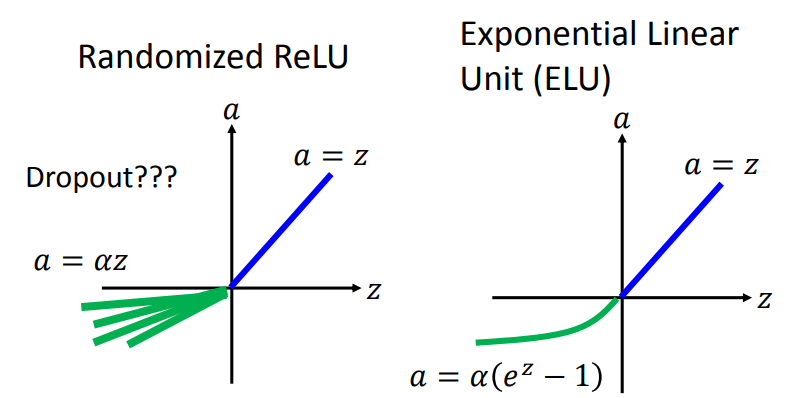 Randomized ReLU
Dropout???
a
a = z
a = αz
z
Exponential Linear
Unit (ELU)
a
a = z
z
a = α(e^z − 1)